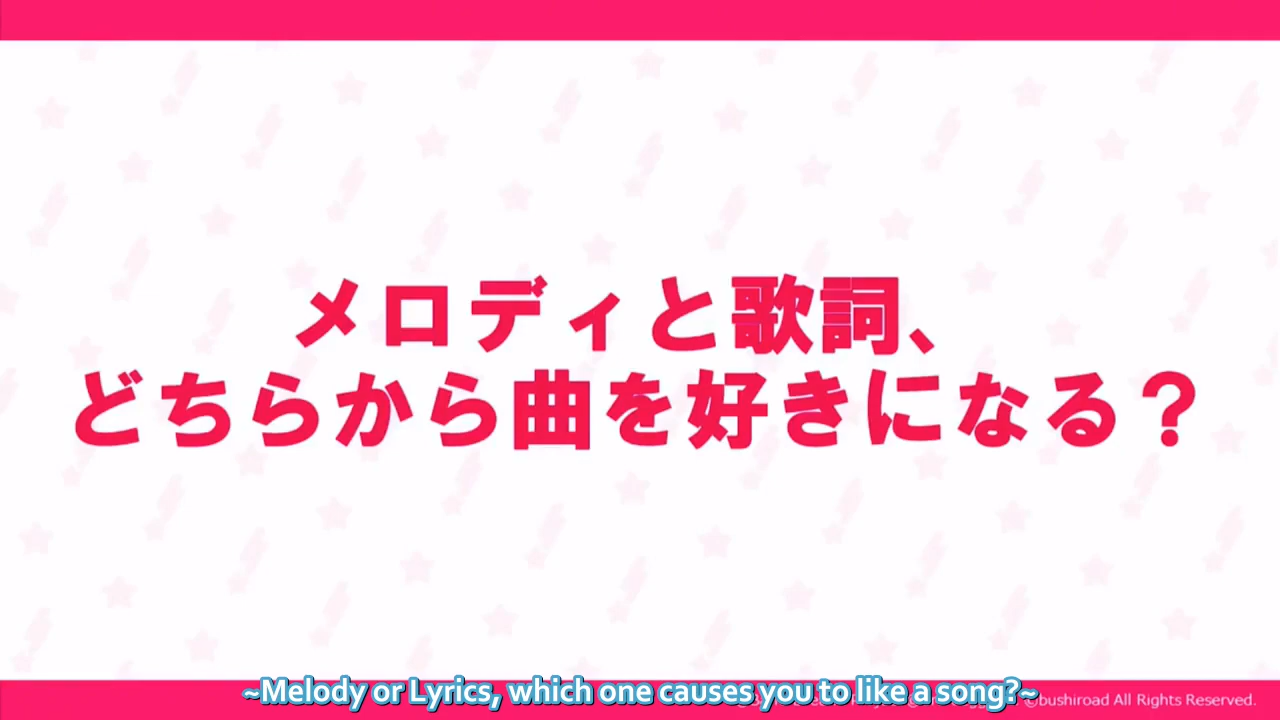 メロディと歌詞、
どちらから曲を好きになる？
~Melody or Lyrics, which one causes you to like a song?~
©bushiroad All Rights Reserved.